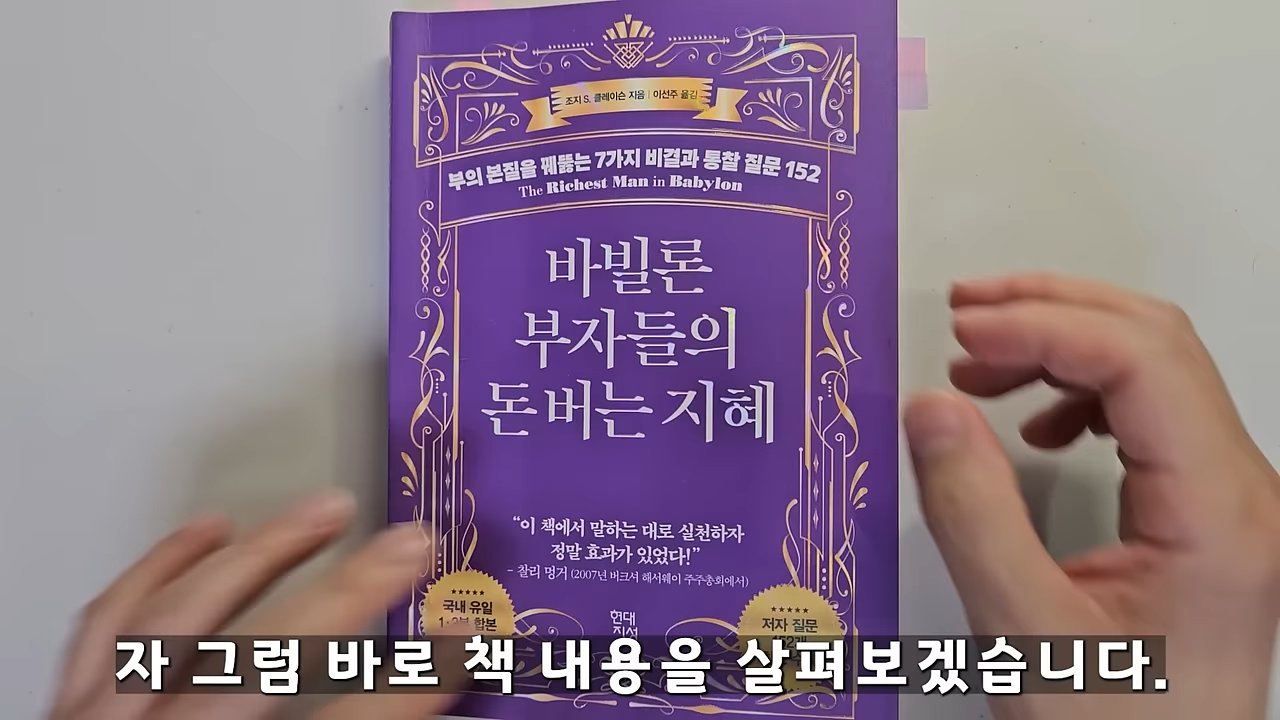 조지 S. 클레이슨 지음 | 이선주 옮김
부의 본질을 꿰뚫는 7가지 비결과 통찰 질문 152
The Richest Man in Babylon
바빌론
부자들의
돈 버는 지혜
“이 책에서 말하는 대로 실천하자
정말 효과가 있었다!”
- 찰리 멍거 (2007년 버크셔 해서웨이 주주총회에서)
국내 유일
합본
저자 질문
현대
지성
자 그럼 바로 책 내용을 살펴보겠습니다.